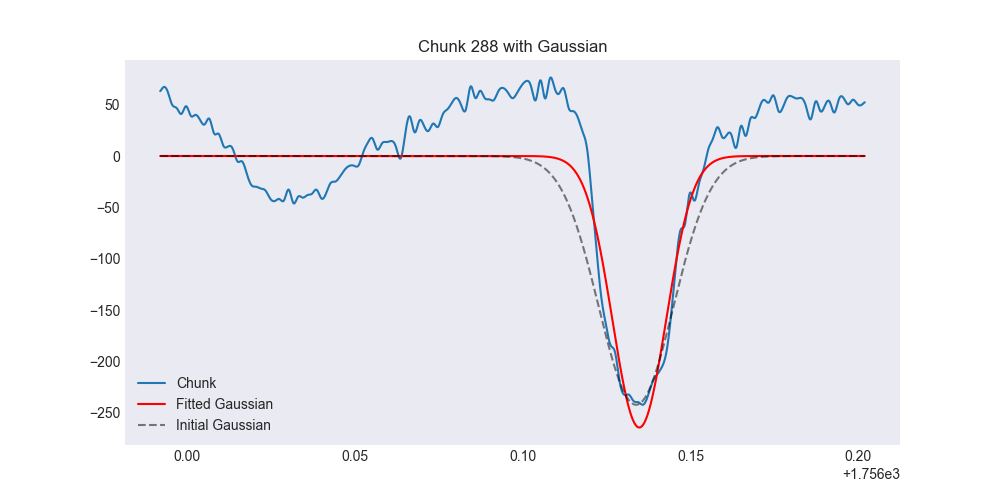 Chunk 288 with Gaussian
50
0
−50
−100
−150
−200
−250
Chunk
Fitted Gaussian
Initial Gaussian
0.00 0.05 0.10 0.15 0.20
+1.756e3